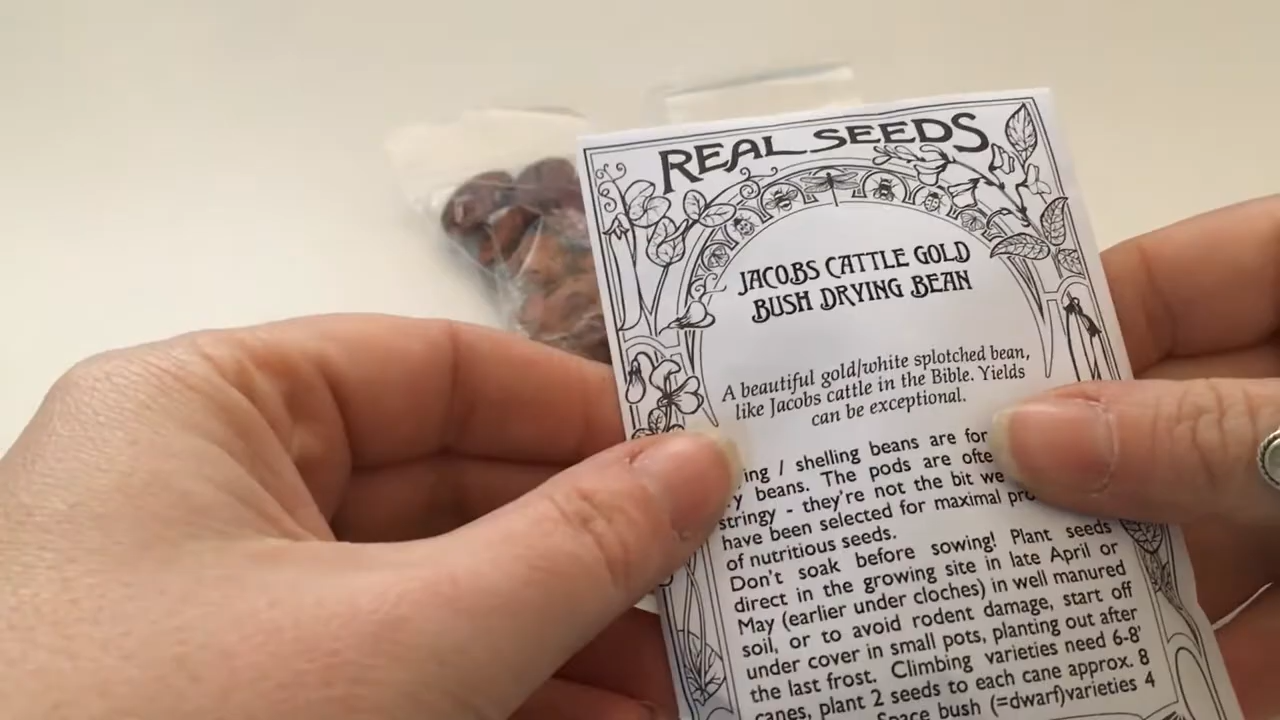 REAL SEEDS
JACOBS CATTLE GOLD
BUSH DRYING BEAN
A beautiful gold/white splotched bean,
like Jacobs cattle in the Bible. Yields
can be exceptional.
/ shelling beans are for
beans. The pods are
stringy - they're not the bit we
have been selected for maximal
of nutritious seeds.
Don't soak before sowing! Plant seeds
direct in the growing site in late April or
May (earlier under cloches) in well manured
soil, or to avoid rodent damage, start off
under cover in small pots, planting out after
the last frost. Climbing varieties need 6-8'
canes, plant 2 seeds to each cane approx. 8
Space bush (=dwarf)varieties 4